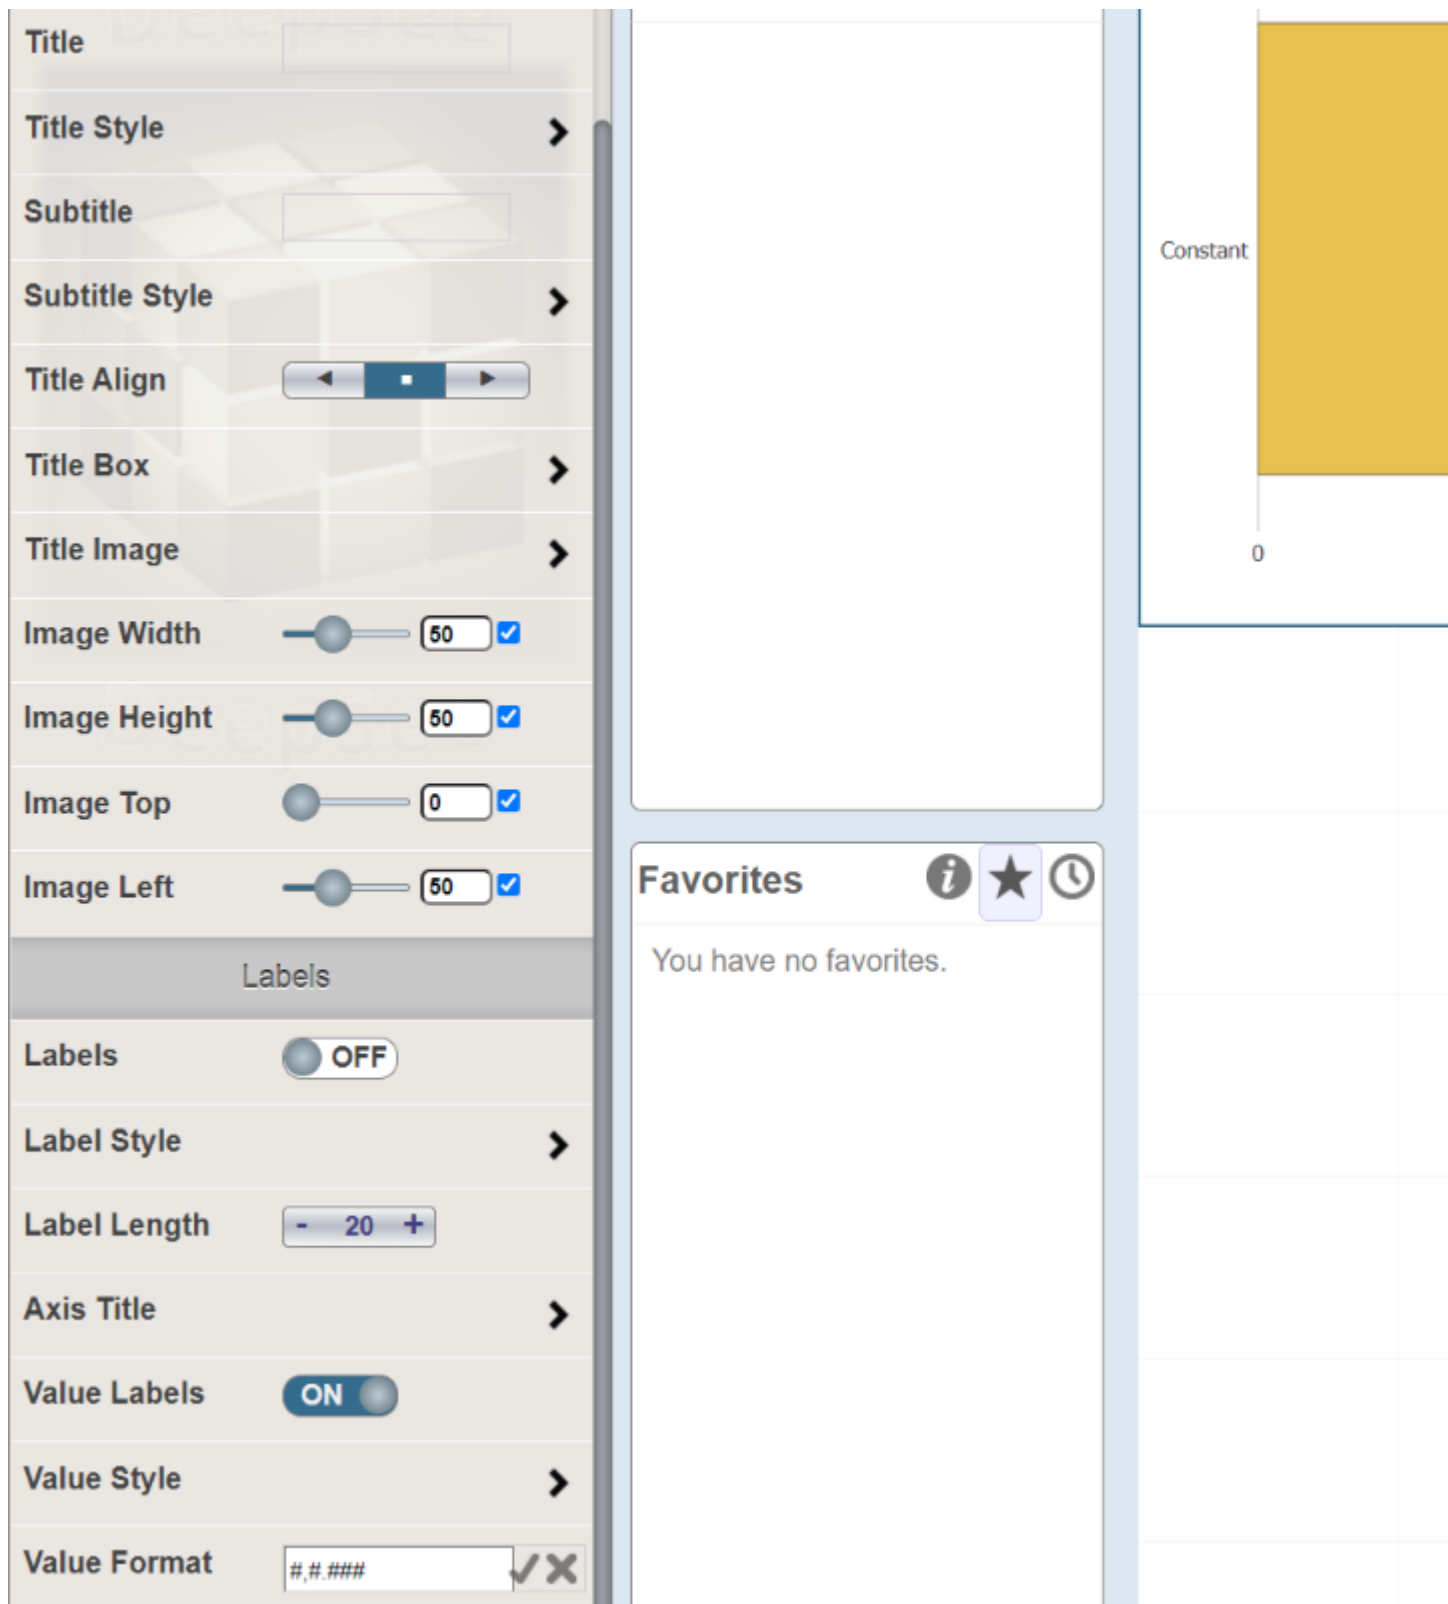 DeepSee
Title
Title Style
Subtitle
Subtitle Style
Title Align
Title Box
Title Image
Image Width 50
Image Height 50
DeepSee
Image Top 0
Image Left 50
Labels
Labels OFF
Label Style
Label Length - 20 +
Axis Title
Value Labels ON
Value Style
Value Format #,#.###
Favorites
You have no favorites.
Constant
0